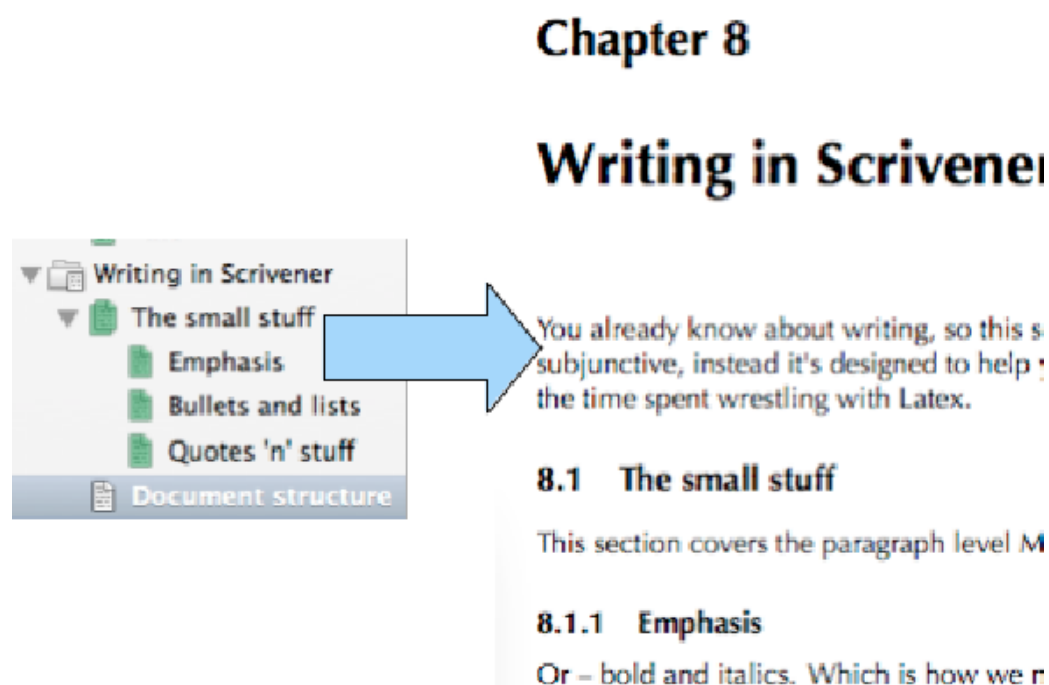 Chapter 8
Writing in Scrivener
Writing in Scrivener
The small stuff
Emphasis
Bullets and lists
Quotes 'n' stuff
Document structure
You already know about writing, so this
subjunctive, instead it's designed to help
the time spent wrestling with Latex.
8.1 The small stuff
This section covers the paragraph level
8.1.1 Emphasis
Or – bold and italics. Which is how we